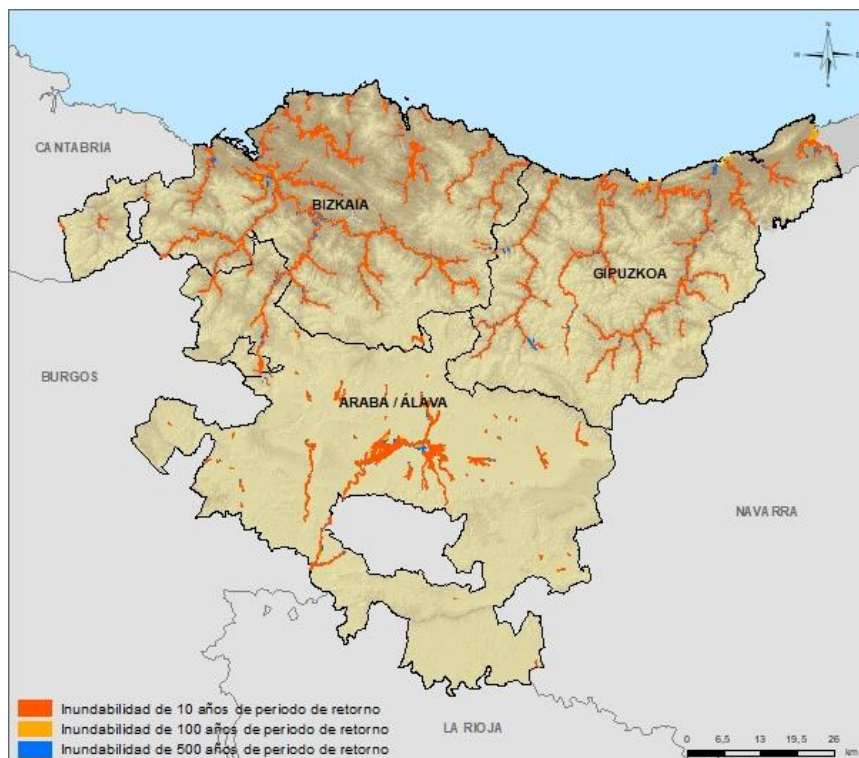 N
CANTABRIA
BIZKAIA
GIPUZKOA
BURGOS
ARABA / ÁLAVA
NAVARRA
Inundabilidad de 10 años de periodo de retorno
Inundabilidad de 100 años de periodo de retorno
Inundabilidad de 500 años de periodo de retorno
LA RIOJA
0 6,5 13 19,5 26
km